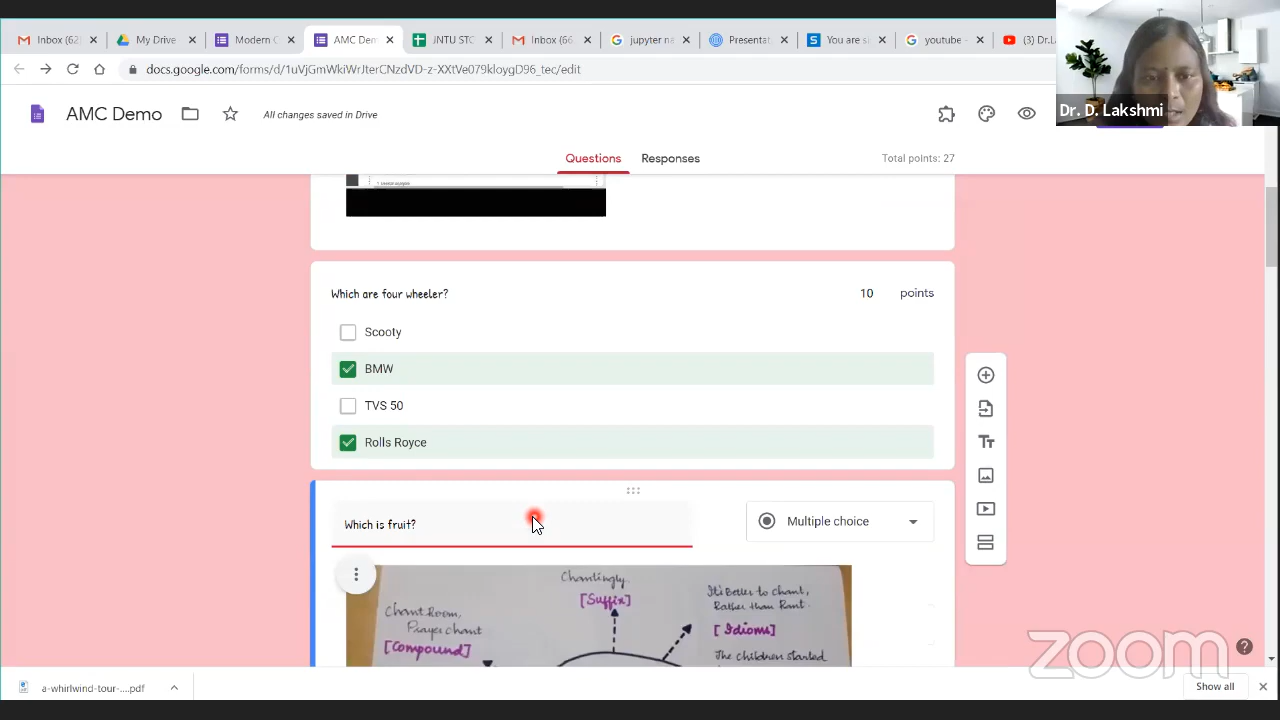 Inbox (62)
My Drive
Modern C
AMC Dem
JNTU STC
Inbox (66
jupyter ne
Presentat
You are si
youtube -
(3) Dr.L
docs.google.com/forms/d/
/edit
AMC Demo
All changes saved in Drive
Dr. D. Lakshmi
Questions
Responses
Total points: 27
Which are four wheeler?
10
points
Scooty
BMW
TVS 50
Rolls Royce
Which is fruit?
Multiple choice
Chantingly
[Suffix]
It's Better to chant,
Rather than Rant.
[Idioms]
Chant Room,
Prayer chant
[Compound]
The children started
zoom
a-whirlwind-tour-....pdf
Show all